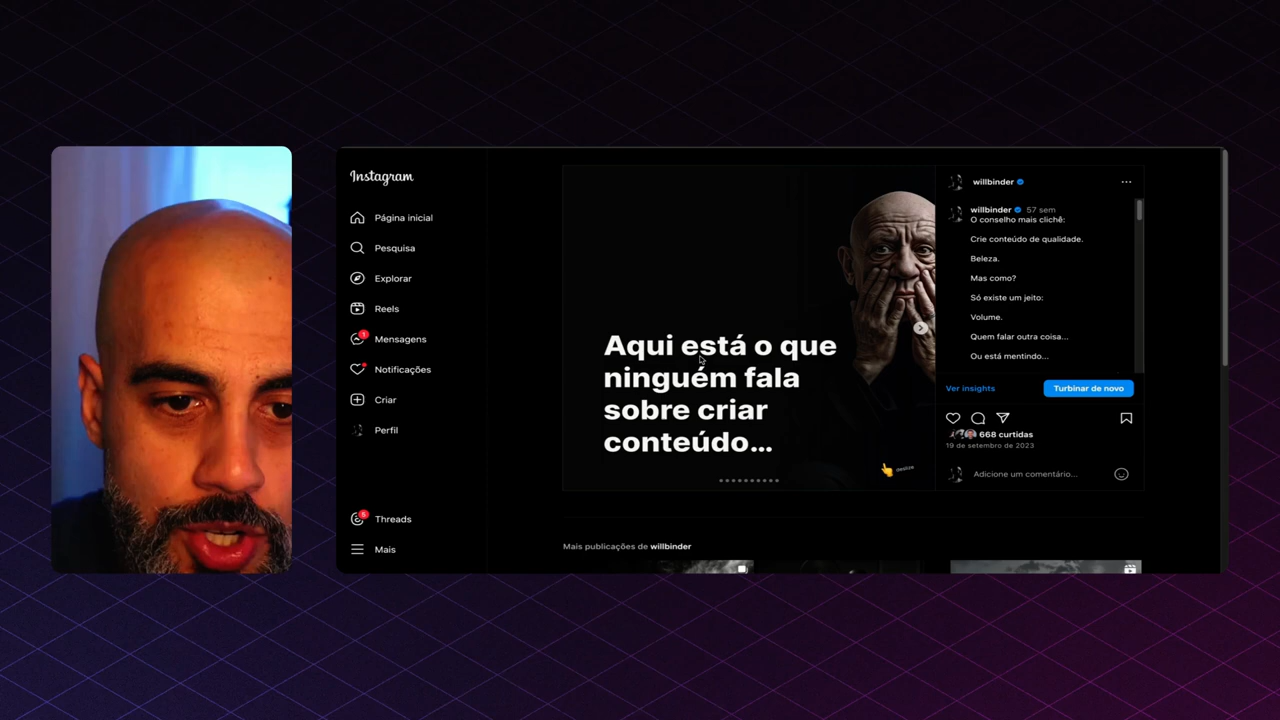 Instagram
Página inicial
Pesquisa
Explorar
Reels
1
Mensagens
Notificações
Criar
Perfil
5
Threads
Mais
Aqui está o que
ninguém fala
sobre criar
conteúdo...
deslize
willbinder
willbinder 57 sem
O conselho mais clichê:
Crie conteúdo de qualidade.
Beleza.
Mas como?
Só existe um jeito:
Volume.
Quem falar outra coisa...
Ou está mentindo...
Ver insights
Turbinar de novo
668 curtidas
19 de setembro de 2023
Adicione um comentário...
Mais publicações de willbinder